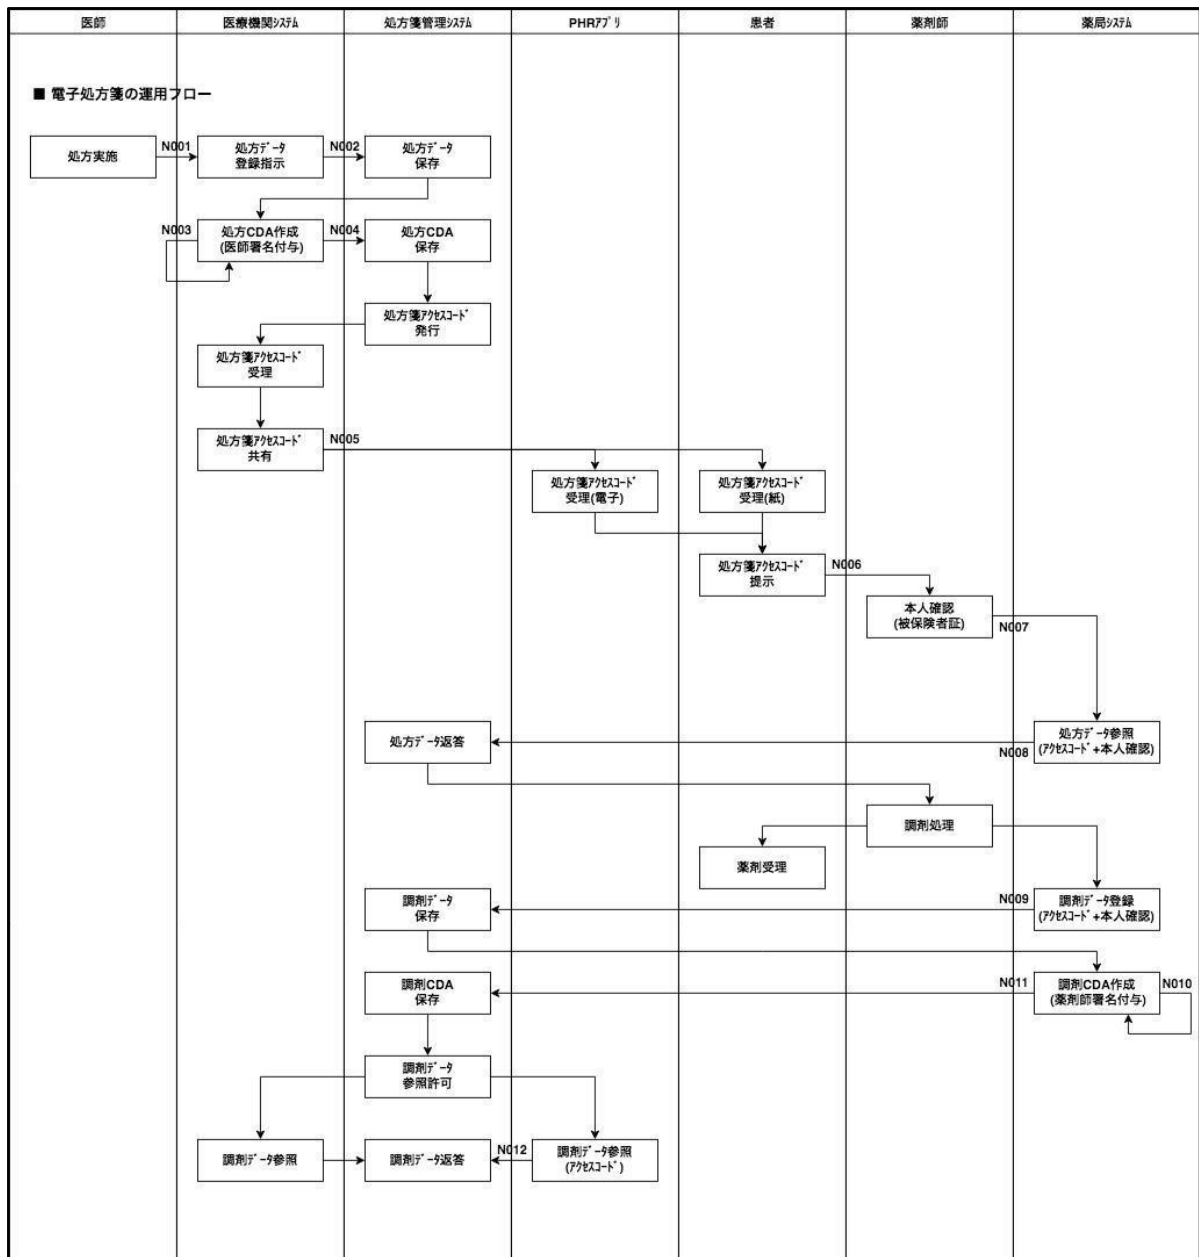 医師
医療機関ｼｽﾃﾑ
処方箋管理ｼｽﾃﾑ
PHRｱﾌﾟﾘ
患者
薬剤師
薬局ｼｽﾃﾑ
■ 電子処方箋の運用フロー
処方実施
N001
処方ﾃﾞｰﾀ
登録指示
N002
処方ﾃﾞｰﾀ
保存
N003
処方CDA作成
(医師署名付与)
N004
処方CDA
保存
処方箋ｱｸｾｽｺｰﾄﾞ
発行
処方箋ｱｸｾｽｺｰﾄﾞ
受理
処方箋ｱｸｾｽｺｰﾄﾞ
共有
N005
処方箋ｱｸｾｽｺｰﾄﾞ
受理(電子)
処方箋ｱｸｾｽｺｰﾄﾞ
受理(紙)
処方箋ｱｸｾｽｺｰﾄﾞ
提示
N006
本人確認
(被保険者証)
N007
処方ﾃﾞｰﾀ返答
N008
処方ﾃﾞｰﾀ参照
(ｱｸｾｽｺｰﾄﾞ+本人確認)
調剤処理
薬剤受理
調剤ﾃﾞｰﾀ
保存
N009
調剤ﾃﾞｰﾀ登録
(ｱｸｾｽｺｰﾄﾞ+本人確認)
調剤CDA
保存
N011
調剤CDA作成
(薬剤師署名付与)
N010
調剤ﾃﾞｰﾀ
参照許可
調剤ﾃﾞｰﾀ参照
調剤ﾃﾞｰﾀ返答
N012
調剤ﾃﾞｰﾀ参照
(ｱｸｾｽｺｰﾄﾞ)